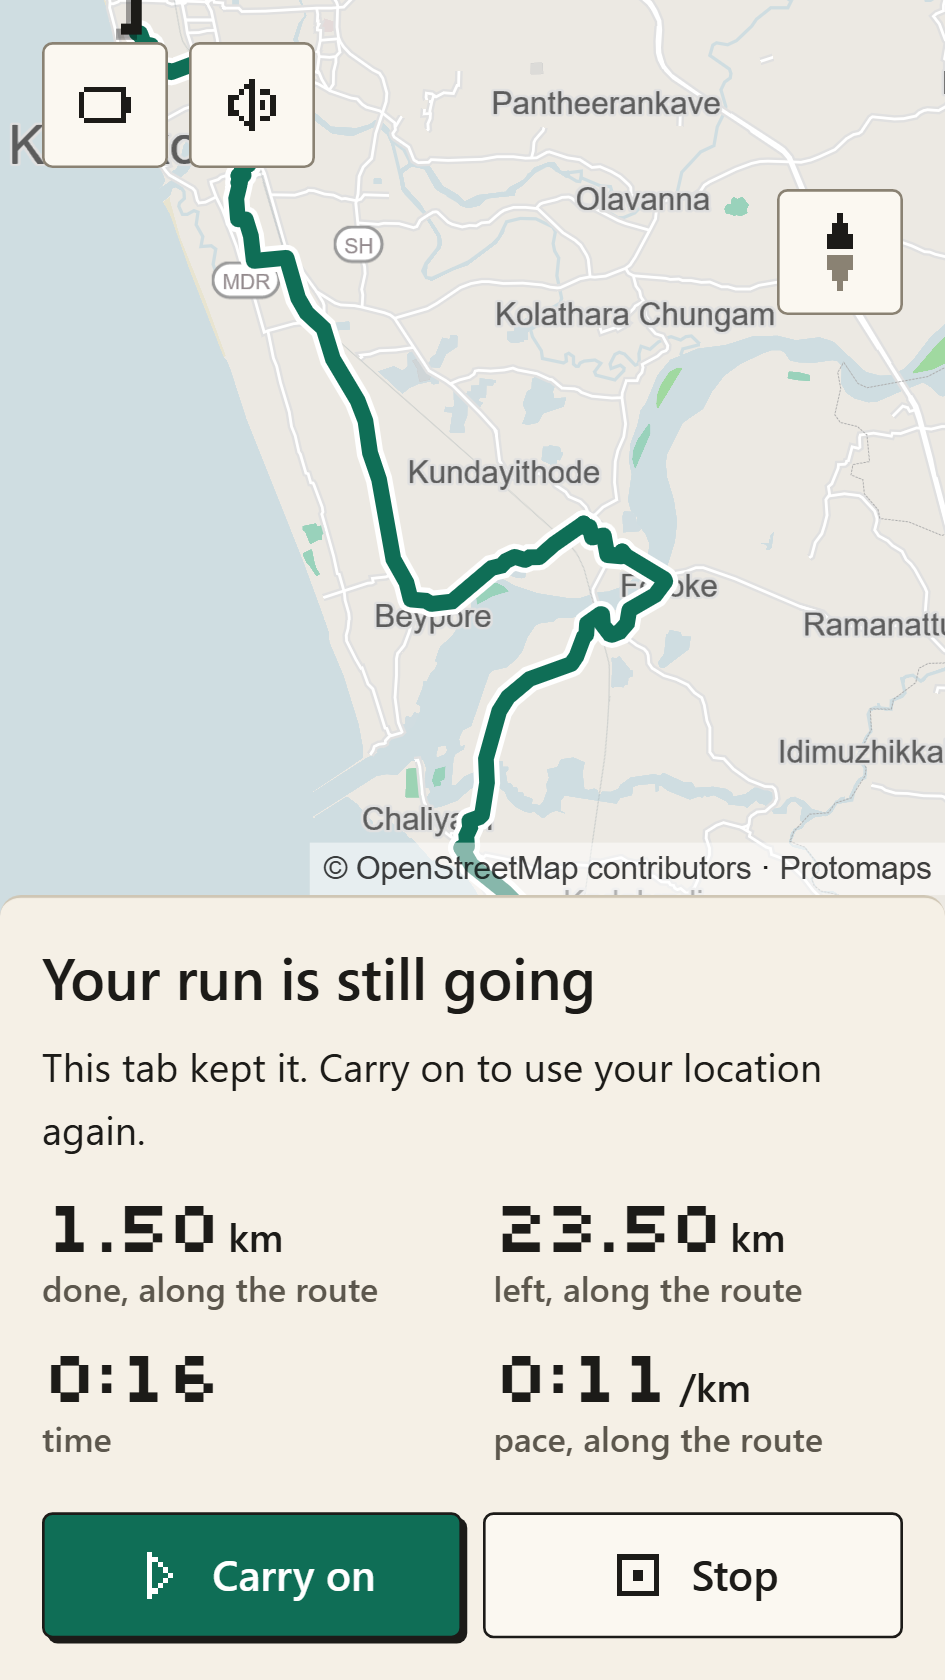 Pantheerankave
Olavanna
SH
MDR
Kolathara Chungam
Kundayithode
Beypore
Ramanattu
Idimuzhikka
© OpenStreetMap contributors · Protomaps
Your run is still going
This tab kept it. Carry on to use your location
again.
1.50 km
23.50 km
done, along the route
left, along the route
0:16
0:11 /km
time
pace, along the route
Carry on
Stop